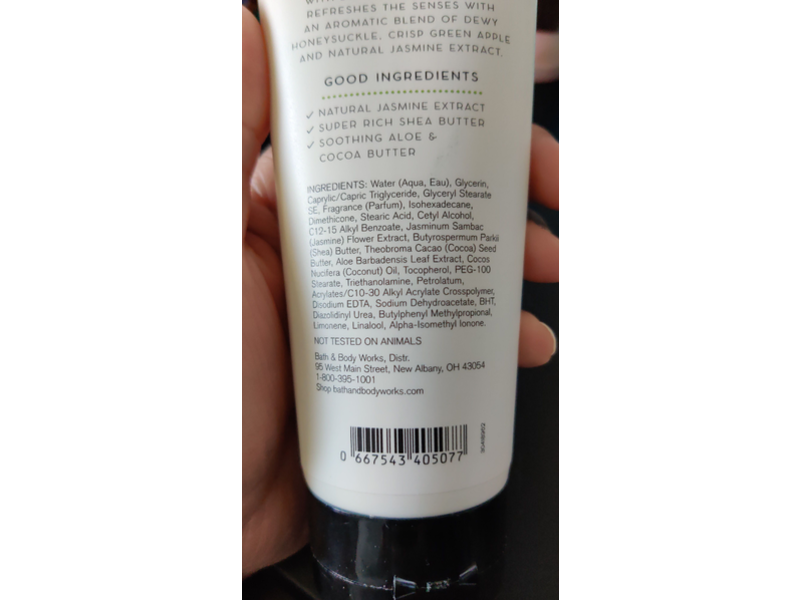 REFRESHES THE SENSES WITH
AN AROMATIC BLEND OF DEWY
HONEYSUCKLE, CRISP GREEN APPLE
AND NATURAL JASMINE EXTRACT.
GOOD INGREDIENTS
✓ NATURAL JASMINE EXTRACT
✓ SUPER RICH SHEA BUTTER
✓ SOOTHING ALOE &
COCOA BUTTER
INGREDIENTS: Water (Aqua, Eau), Glycerin,
Caprylic/Capric Triglyceride, Glyceryl Stearate
SE, Fragrance (Parfum), Isohexadecane,
Dimethicone, Stearic Acid, Cetyl Alcohol,
C12-15 Alkyl Benzoate, Jasminum Sambac
(Jasmine) Flower Extract, Butyrospermum Parkii
(Shea) Butter, Theobroma Cacao (Cocoa) Seed
Butter, Aloe Barbadensis Leaf Extract, Cocos
Nucifera (Coconut) Oil, Tocopherol, PEG-100
Stearate, Triethanolamine, Petrolatum,
Acrylates/C10-30 Alkyl Acrylate Crosspolymer,
Disodium EDTA, Sodium Dehydroacetate, BHT,
Diazolidinyl Urea, Butylphenyl Methylpropional,
Limonene, Linalool, Alpha-Isomethyl Ionone.
NOT TESTED ON ANIMALS
Bath & Body Works, Distr.
95 West Main Street, New Albany, OH 43054
1-800-395-1001
Shop bathandbodyworks.com
0 667543 405077